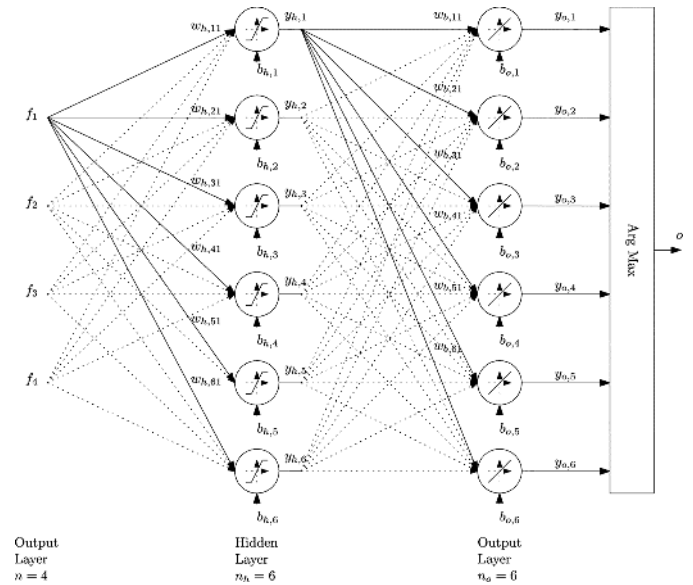 w_{h,11} y_{h,1} w_{b,11} y_{o,1}
b_{h,1} b_{o,1}
f_1 w_{h,21} y_{h,2} w_{b,21} y_{o,2}
b_{h,2} b_{o,2}
w_{b,31}
f_2 w_{h,31} y_{h,3} w_{b,41} y_{o,3}
b_{h,3} b_{o,3}
w_{h,41}
f_3 y_{h,4} w_{b,51} y_{o,4}
w_{h,51} b_{h,4} b_{o,4}
w_{b,61}
f_4 w_{h,61} y_{h,5} y_{o,5}
b_{h,5} b_{o,5}
y_{h,6} y_{o,6}
b_{h,6} b_{o,6}
Arg Max
o
Output
Layer
n = 4
Hidden
Layer
n_h = 6
Output
Layer
n_o = 6